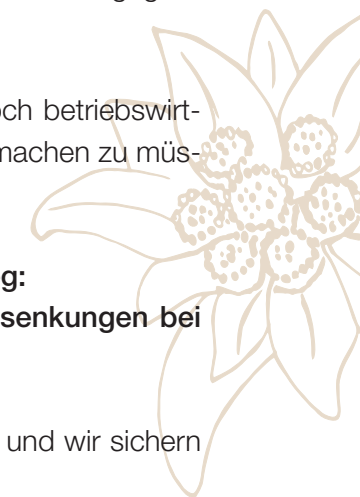 och betriebswirt-
machen zu müs-
g:
senkungen bei
und wir sichern